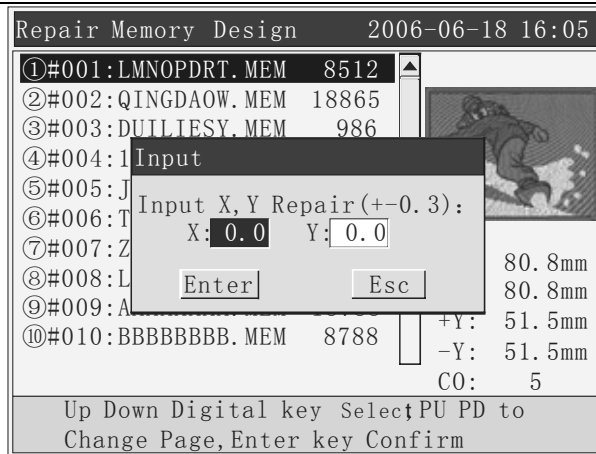 Repair Memory Design 2006-06-18 16:05
①#001:LMNOPDRT.MEM 8512
②#002:QINGDAOW.MEM 18865
③#003:DUILIESY.MEM 986
④#004:1
⑤#005:J
⑥#006:T
⑦#007:Z
⑧#008:L
⑨#009:A
⑩#010:BBBBBBBB.MEM 8788
Input
Input X,Y Repair(+-0.3):
X: 0.0 Y: 0.0
Enter Esc
80.8mm
80.8mm
+Y: 51.5mm
-Y: 51.5mm
CO: 5
Up Down Digital key Select;PU PD to
Change Page,Enter key Confirm